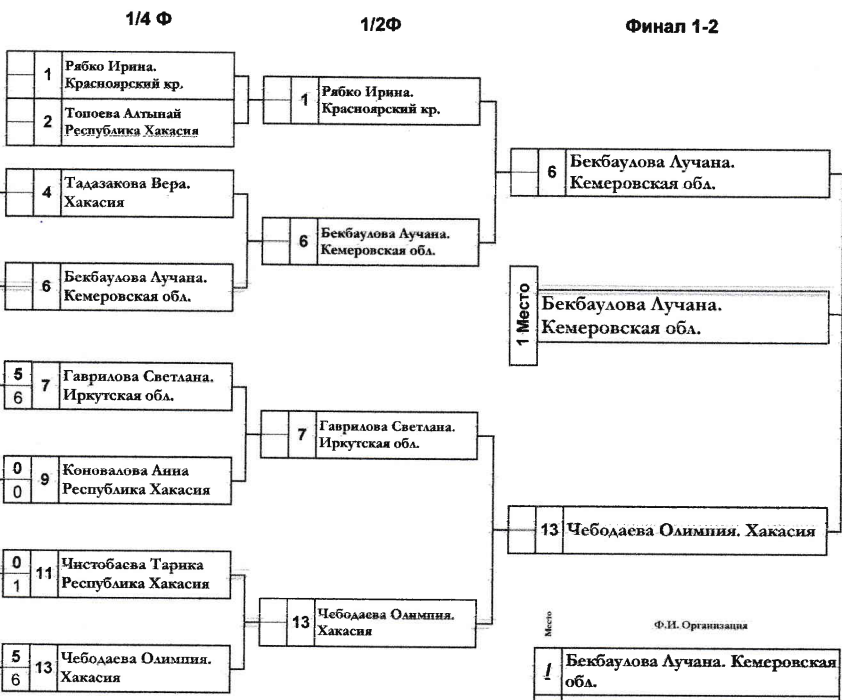 1/4 Ф
1/2Ф
Финал 1-2
1
Рябко Ирина.
Красноярский кр.
2
Топоева Алтынай
Республика Хакасия
4
Тадазакова Вера.
Хакасия
6
Бекбаулова Лучана.
Кемеровская обл.
5
6
7
Гаврилова Светлана.
Иркутская обл.
0
0
9
Коновалова Анна
Республика Хакасия
0
1
11
Чистобаева Тарика
Республика Хакасия
5
6
13
Чебодаева Олимпия.
Хакасия
1
Рябко Ирина.
Красноярский кр.
6
Бекбаулова Лучана.
Кемеровская обл.
7
Гаврилова Светлана.
Иркутская обл.
13
Чебодаева Олимпия.
Хакасия
6
Бекбаулова Лучана.
Кемеровская обл.
1 Место
Бекбаулова Лучана.
Кемеровская обл.
13
Чебодаева Олимпия. Хакасия
Место
Ф.И. Организация
1
Бекбаулова Лучана. Кемеровская
обл.